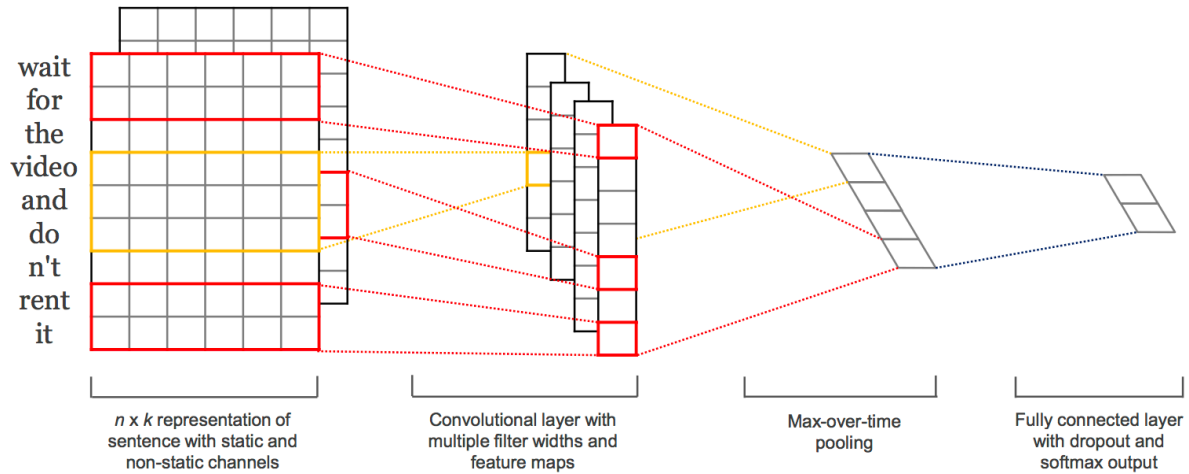 wait
for
the
video
and
do
n't
rent
it
n x k representation of
sentence with static and
non-static channels
Convolutional layer with
multiple filter widths and
feature maps
Max-over-time
pooling
Fully connected layer
with dropout and
softmax output